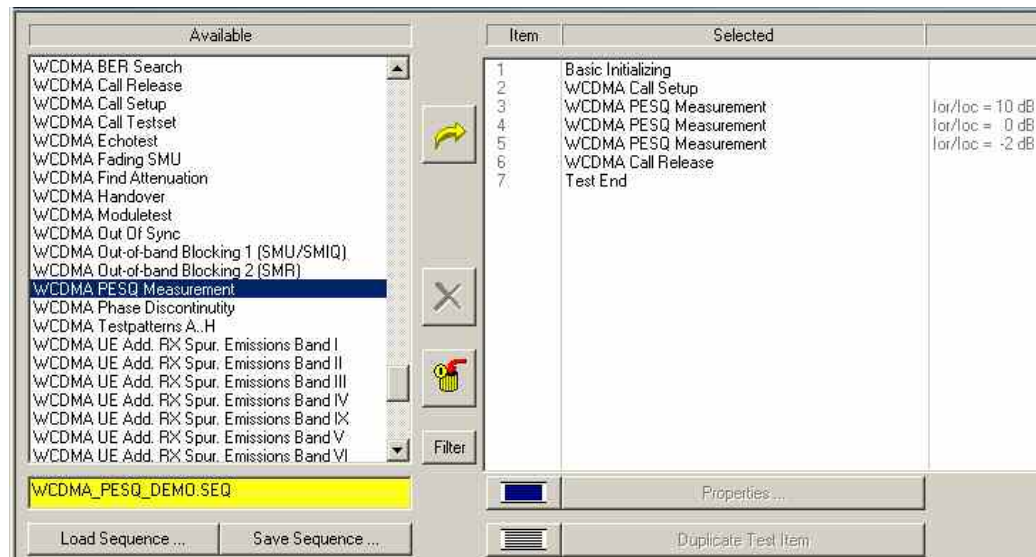 Available
WCDMA BER Search
WCDMA Call Release
WCDMA Call Setup
WCDMA Call Testset
WCDMA Echotest
WCDMA Fading SMU
WCDMA Find Attenuation
WCDMA Handover
WCDMA Moduletest
WCDMA Out Of Sync
WCDMA Out-of-band Blocking 1 (SMU/SMIQ)
WCDMA Out-of-band Blocking 2 (SMR)
WCDMA PESQ Measurement
WCDMA Phase Discontinutity
WCDMA Testpatterns A..H
WCDMA UE Add. RX Spur. Emissions Band I
WCDMA UE Add. RX Spur. Emissions Band II
WCDMA UE Add. RX Spur. Emissions Band III
WCDMA UE Add. RX Spur. Emissions Band IV
WCDMA UE Add. RX Spur. Emissions Band IX
WCDMA UE Add. RX Spur. Emissions Band V
WCDMA UE Add. RX Spur. Emissions Band VI
WCDMA_PESQ_DEMO.SEQ
Load Sequence ... Save Sequence ...
Filter
Item Selected
1 Basic Initializing
2 WCDMA Call Setup
3 WCDMA PESQ Measurement Ior/Ioc = 10 dB
4 WCDMA PESQ Measurement Ior/Ioc = 0 dB
5 WCDMA PESQ Measurement Ior/Ioc = -2 dB
6 WCDMA Call Release
7 Test End
Properties ...
Duplicate Test Item